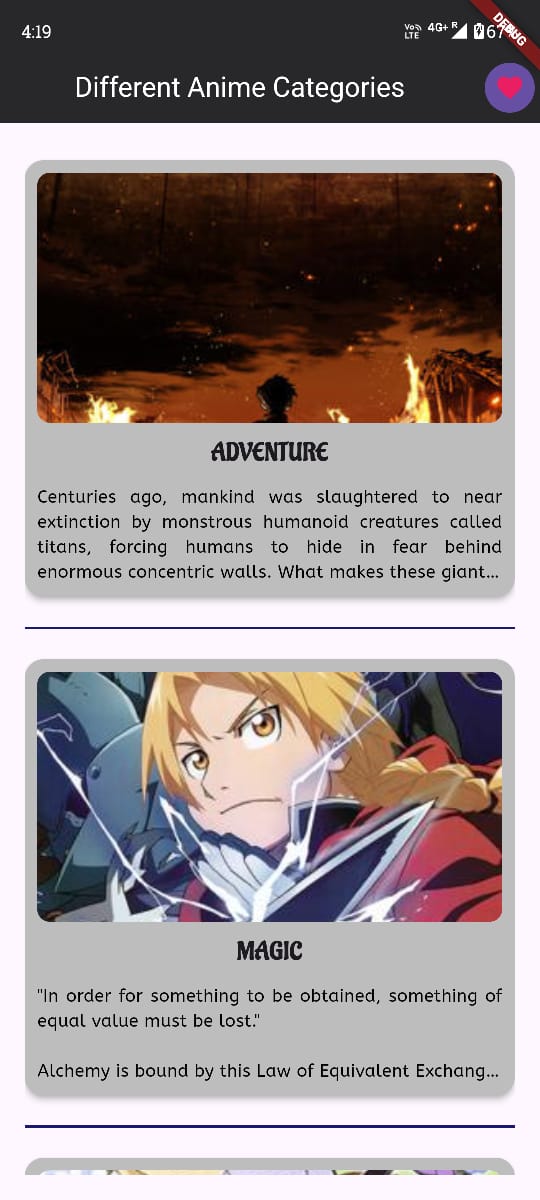 4:19
Vo))
LTE
4G+ R
67
DEBUG
Different Anime Categories
ADVENTURE
Centuries ago, mankind was slaughtered to near
extinction by monstrous humanoid creatures called
titans, forcing humans to hide in fear behind
enormous concentric walls. What makes these giant...
MAGIC
"In order for something to be obtained, something of
equal value must be lost."
Alchemy is bound by this Law of Equivalent Exchang...